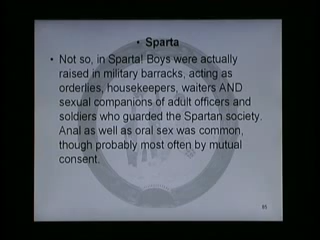 • Sparta
• Not so, in Sparta! Boys were actually
raised in military barracks, acting as
orderlies, housekeepers, waiters AND
sexual companions of adult officers and
soldiers who guarded the Spartan society.
Anal as well as oral sex was common,
though probably most often by mutual
consent.